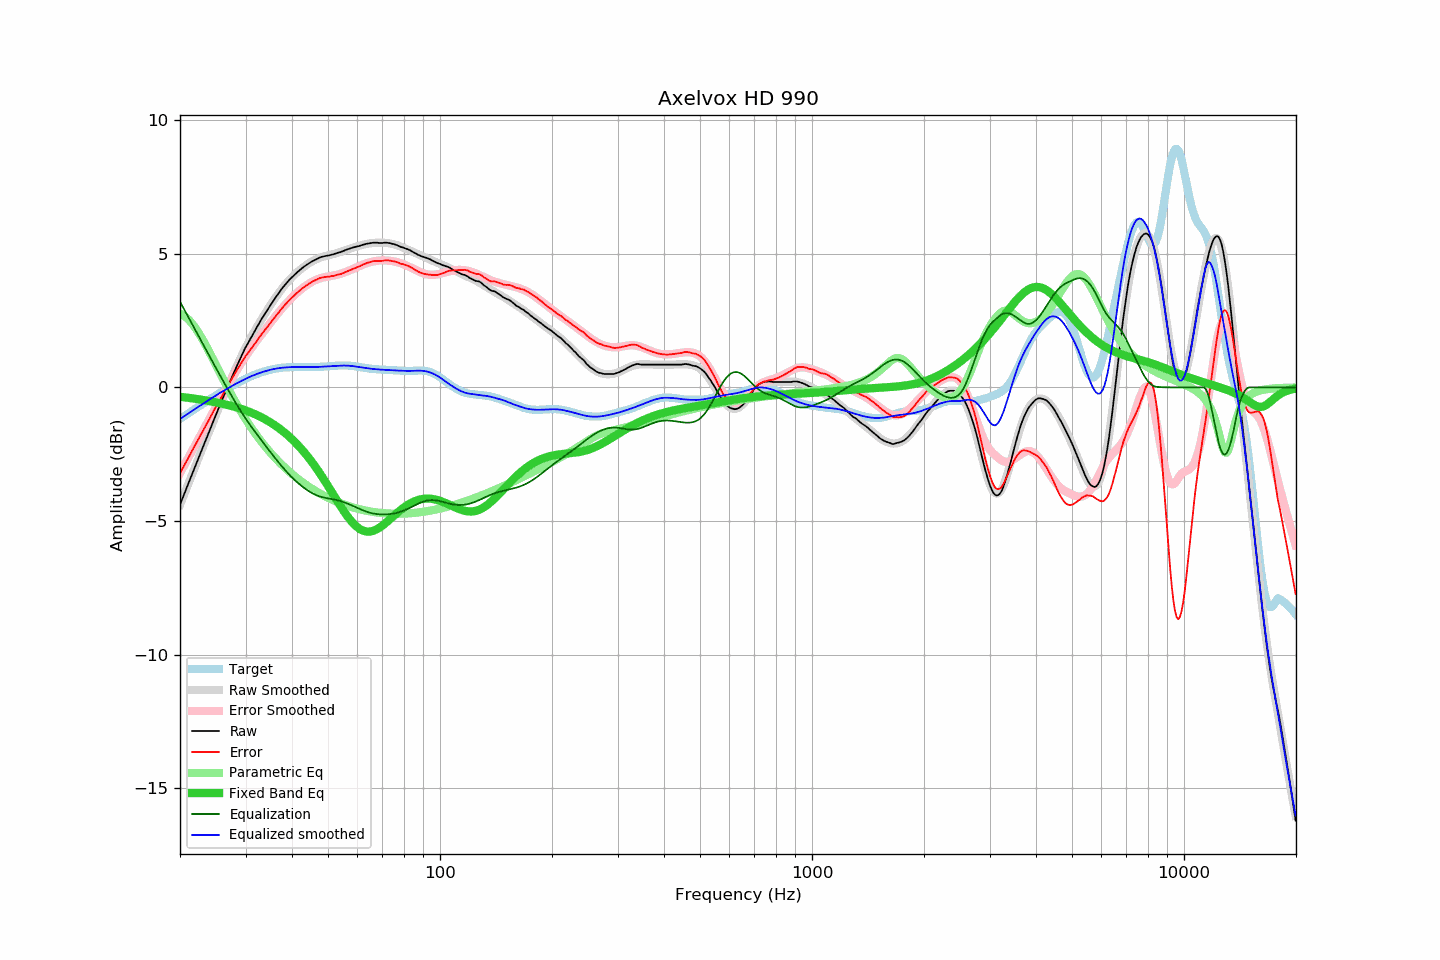 Axelvox HD 990
10
5
0
−5
−10
−15
Amplitude (dBr)
Target
Raw Smoothed
Error Smoothed
Raw
Error
Parametric Eq
Fixed Band Eq
Equalization
Equalized smoothed
100
1000
10000
Frequency (Hz)